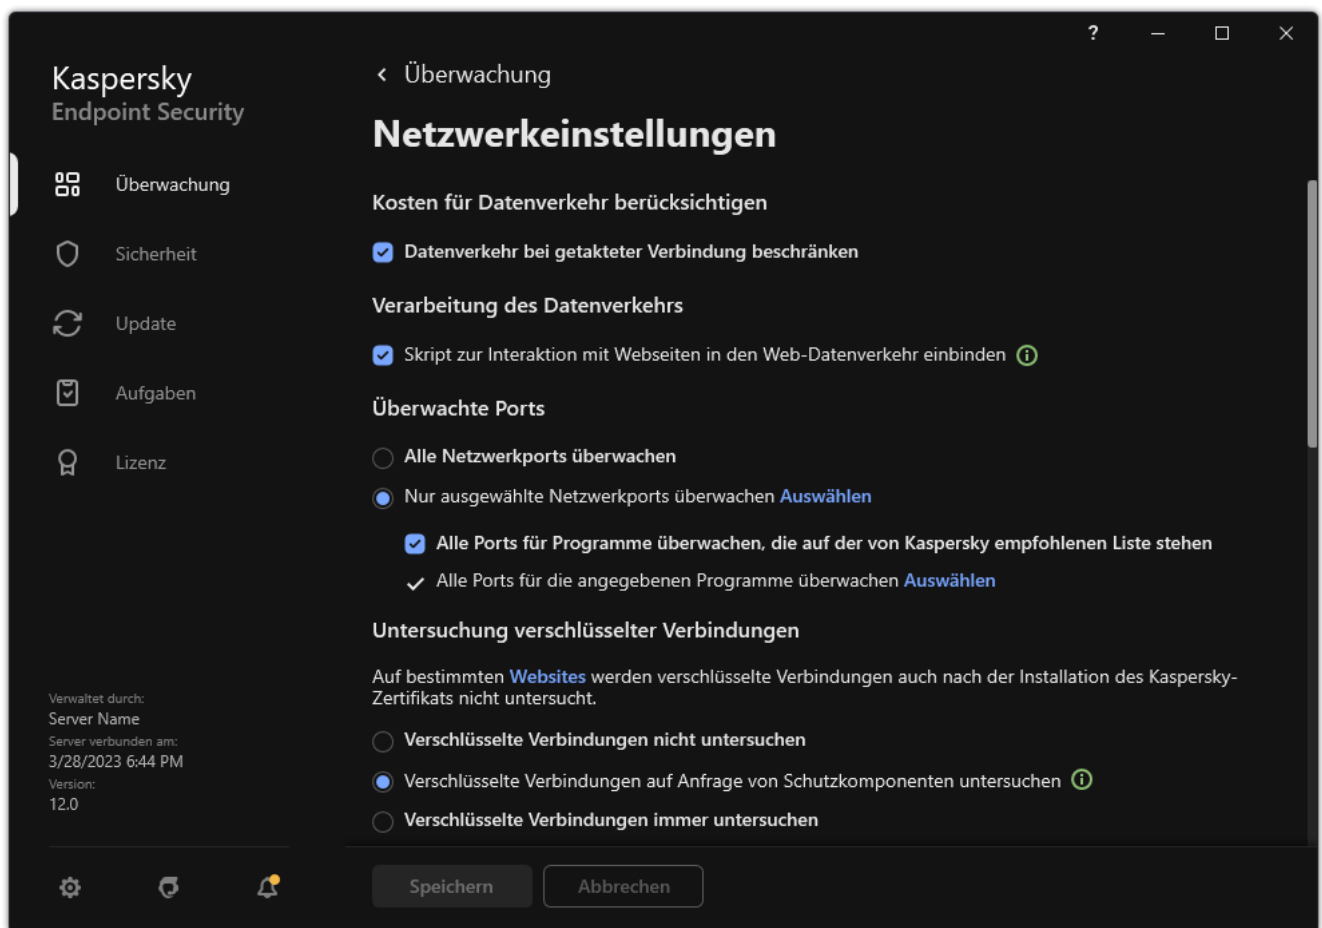 ?
Kaspersky
Endpoint Security
Überwachung
Sicherheit
Update
Aufgaben
Lizenz
Verwaltet durch:
Server Name
Server verbunden am:
3/28/2023 6:44 PM
Version:
12.0
Überwachung
Netzwerkeinstellungen
Kosten für Datenverkehr berücksichtigen
Datenverkehr bei getakteter Verbindung beschränken
Verarbeitung des Datenverkehrs
Skript zur Interaktion mit Webseiten in den Web-Datenverkehr einbinden
Überwachte Ports
Alle Netzwerkports überwachen
Nur ausgewählte Netzwerkports überwachen Auswählen
Alle Ports für Programme überwachen, die auf der von Kaspersky empfohlenen Liste stehen
Alle Ports für die angegebenen Programme überwachen Auswählen
Untersuchung verschlüsselter Verbindungen
Auf bestimmten Websites werden verschlüsselte Verbindungen auch nach der Installation des Kaspersky-
Zertifikats nicht untersucht.
Verschlüsselte Verbindungen nicht untersuchen
Verschlüsselte Verbindungen auf Anfrage von Schutzkomponenten untersuchen
Verschlüsselte Verbindungen immer untersuchen
Speichern
Abbrechen